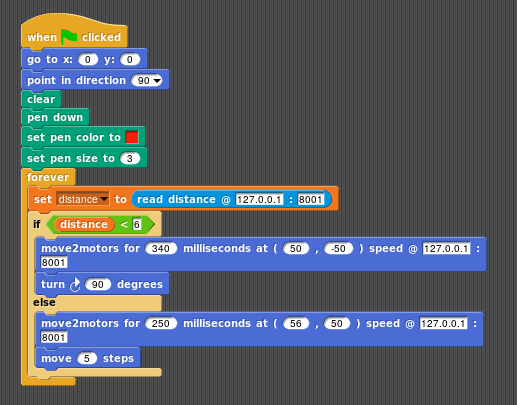 when clicked
go to x: 0 y: 0
point in direction 90
clear
pen down
set pen color to
set pen size to 3
forever
set distance to read distance @ 127.0.0.1 : 8001
if distance < 6
move2motors for 340 milliseconds at ( 50 , -50 ) speed @ 127.0.0.1 :
8001
turn 90 degrees
else
move2motors for 250 milliseconds at ( 56 , 50 ) speed @ 127.0.0.1 :
8001
move 5 steps